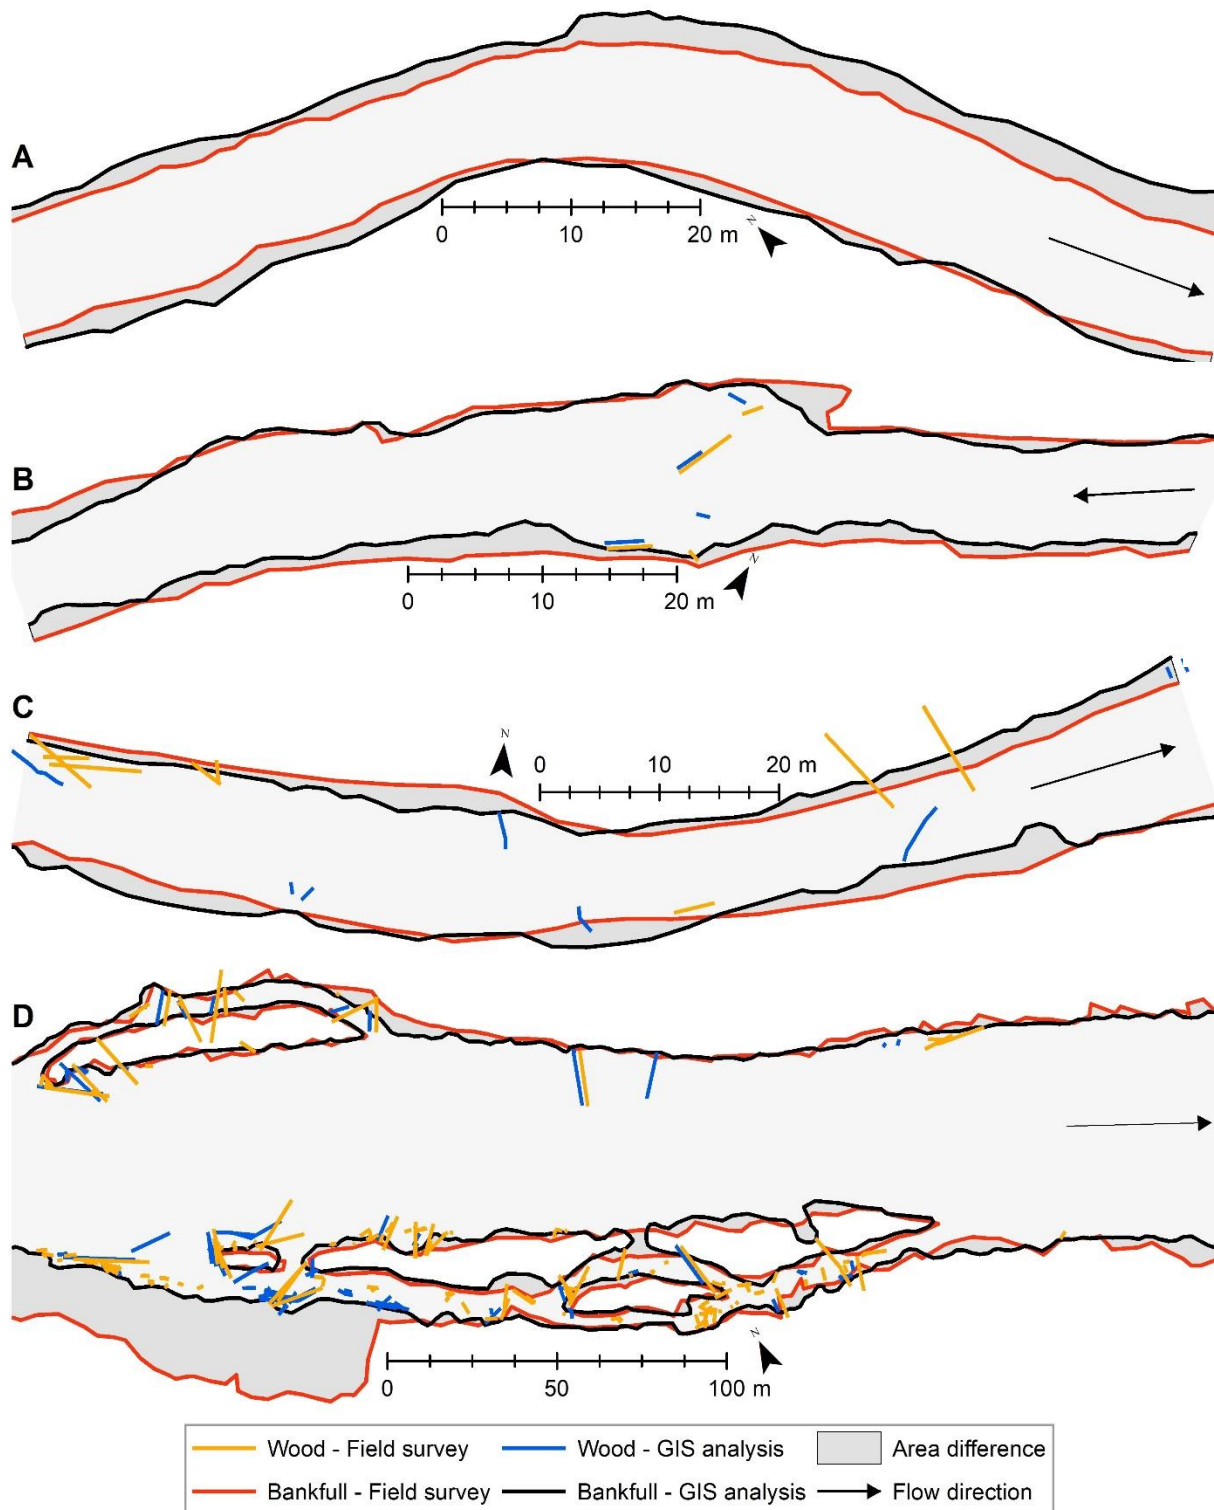 A
N
0 10 20 m
B
N
0 10 20 m
C
N
0 10 20 m
D
N
0 50 100 m
Wood - Field survey Wood - GIS analysis Area difference
Bankfull - Field survey Bankfull - GIS analysis Flow direction